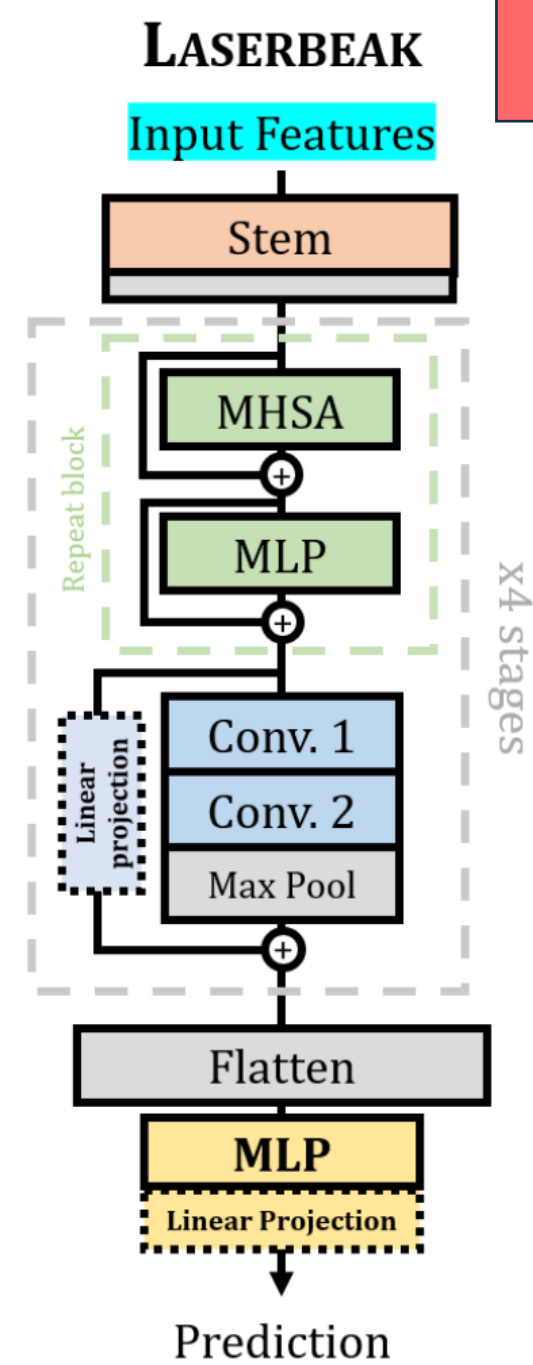 LASERBEAK
Input Features
Stem
MHSA
+
Repeat block
MLP
+
x4 stages
Conv. 1
Linear
projection
Conv. 2
Max Pool
+
Flatten
MLP
Linear Projection
Prediction